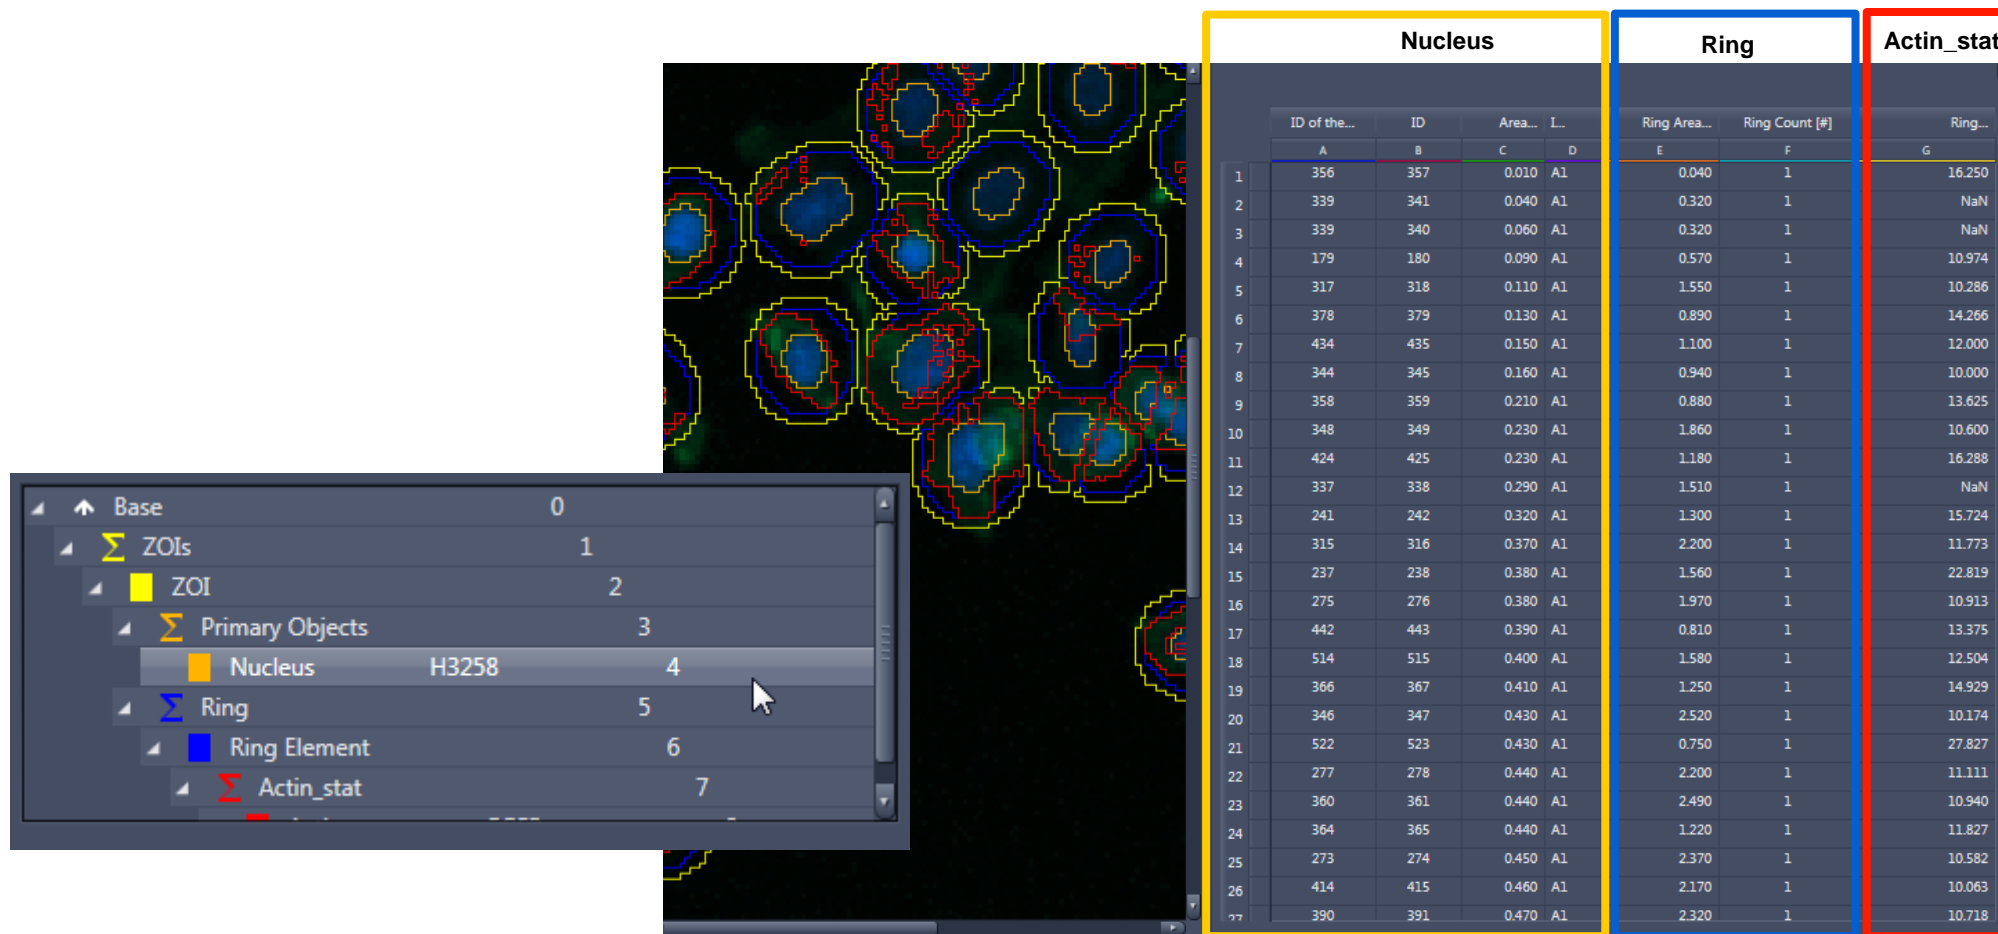 Nucleus Ring Actin_stat
ID of the... ID Area... I... Ring Area... Ring Count [#] Ring...
A B C D E F G
1 356 357 0.010 A1 0.040 1 16.250
2 339 341 0.040 A1 0.320 1 NaN
3 339 340 0.060 A1 0.320 1 NaN
4 179 180 0.090 A1 0.570 1 10.974
5 317 318 0.110 A1 1.550 1 10.286
6 378 379 0.130 A1 0.890 1 14.266
7 434 435 0.150 A1 1.100 1 12.000
8 344 345 0.160 A1 0.940 1 10.000
9 358 359 0.210 A1 0.880 1 13.625
10 348 349 0.230 A1 1.860 1 10.600
11 424 425 0.230 A1 1.180 1 16.288
12 337 338 0.290 A1 1.510 1 NaN
13 241 242 0.320 A1 1.300 1 15.724
14 315 316 0.370 A1 2.200 1 11.773
15 237 238 0.380 A1 1.560 1 22.819
16 275 276 0.380 A1 1.970 1 10.913
17 442 443 0.390 A1 0.810 1 13.375
18 514 515 0.400 A1 1.580 1 12.504
19 366 367 0.410 A1 1.250 1 14.929
20 346 347 0.430 A1 2.520 1 10.174
21 522 523 0.430 A1 0.750 1 27.827
22 277 278 0.440 A1 2.200 1 11.111
23 360 361 0.440 A1 2.490 1 10.940
24 364 365 0.440 A1 1.220 1 11.827
25 273 274 0.450 A1 2.370 1 10.582
26 414 415 0.460 A1 2.170 1 10.063
27 390 391 0.470 A1 2.320 1 10.718
Base 0
Σ ZOIs 1
ZOI 2
Σ Primary Objects 3
Nucleus H3258 4
Σ Ring 5
Ring Element 6
Σ Actin_stat 7